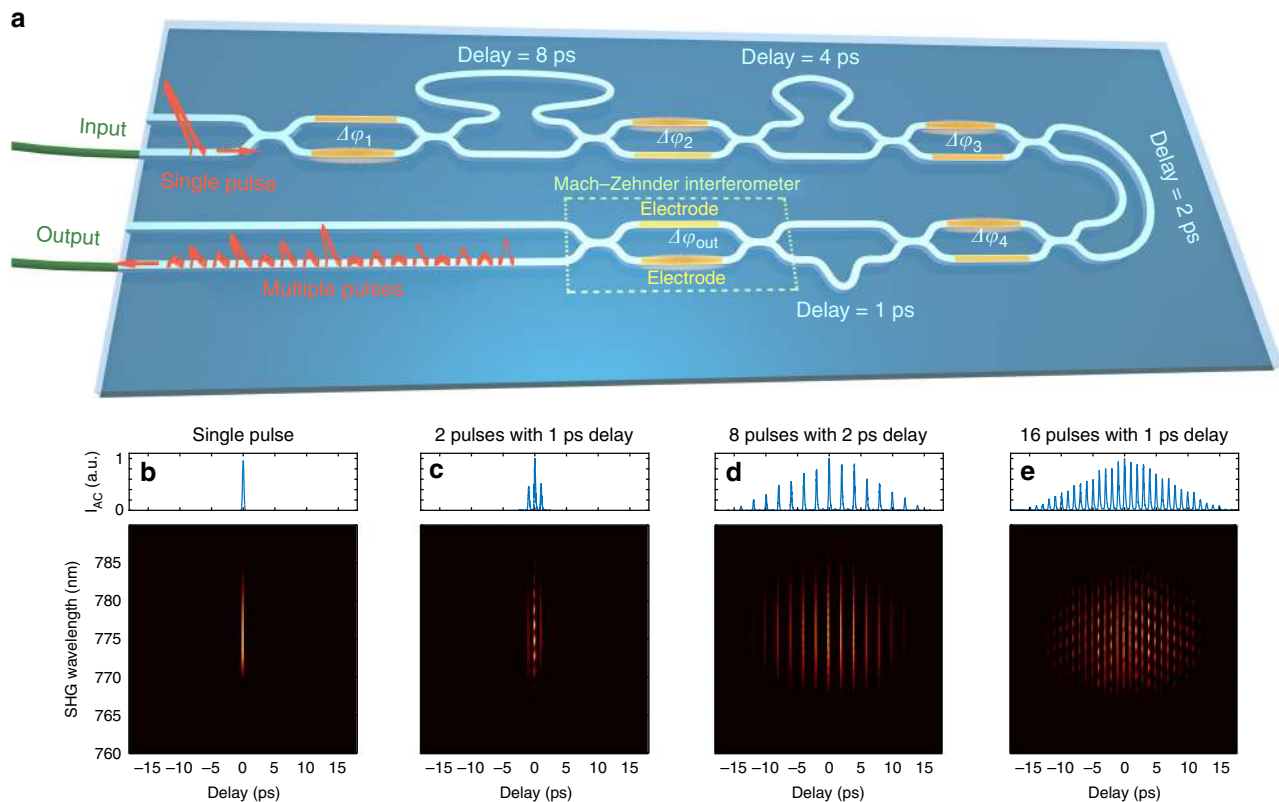 a
Delay = 8 ps
Delay = 4 ps
Input
Δφ1
Δφ2
Δφ3
Delay = 2 ps
Single pulse
Mach–Zehnder interferometer
Output
Electrode
Δφout
Δφ4
Electrode
Multiple pulses
Delay = 1 ps
Single pulse
2 pulses with 1 ps delay
8 pulses with 2 ps delay
16 pulses with 1 ps delay
b
c
d
e
IAC (a.u.)
1
0
SHG wavelength (nm)
785
780
775
770
765
760
−15 −10 −5 0 5 10 15
−15 −10 −5 0 5 10 15
−15 −10 −5 0 5 10 15
−15 −10 −5 0 5 10 15
Delay (ps)
Delay (ps)
Delay (ps)
Delay (ps)